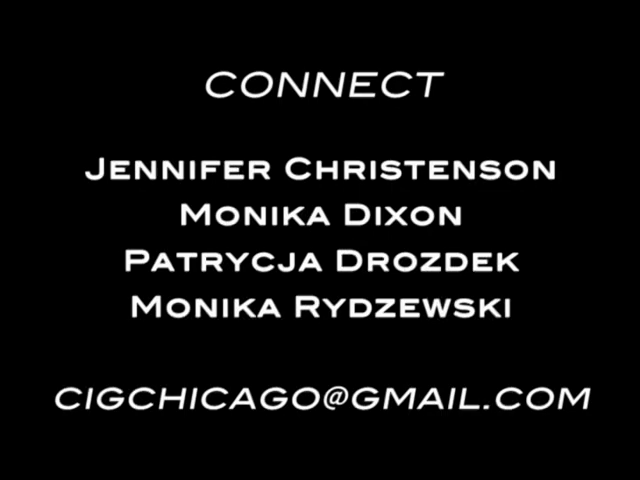 CONNECT
JENNIFER CHRISTENSON
MONIKA DIXON
PATRYCJA DROZDEK
MONIKA RYDZEWSKI
CIGCHICAGO@GMAIL.COM